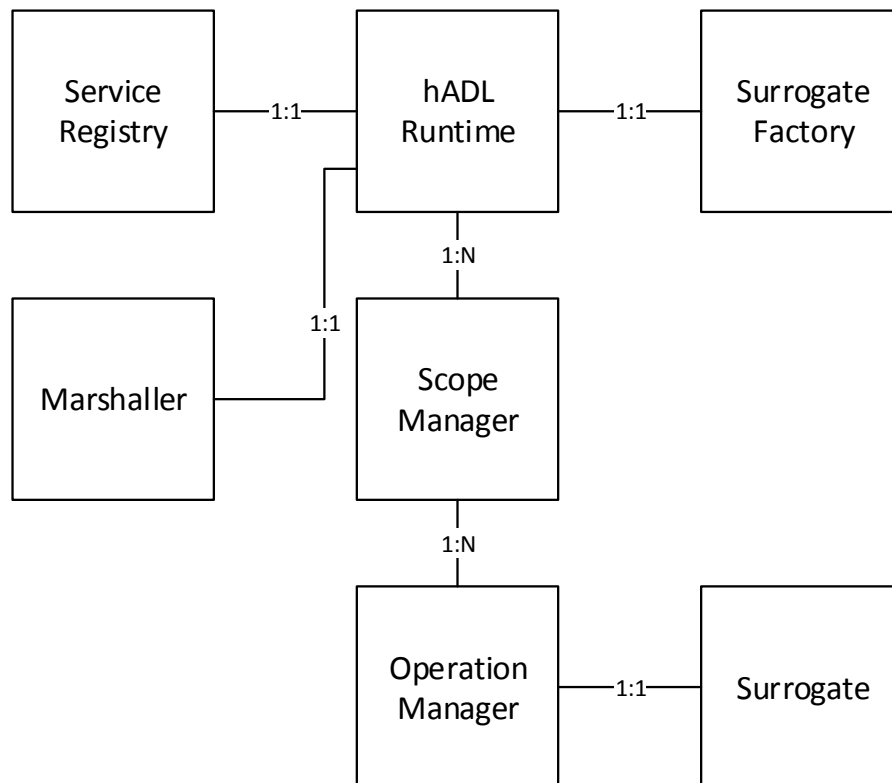 Service
Registry
1:1
hADL
Runtime
1:1
Surrogate
Factory
1:N
1:1
Marshaller
Scope
Manager
1:N
Operation
Manager
1:1
Surrogate